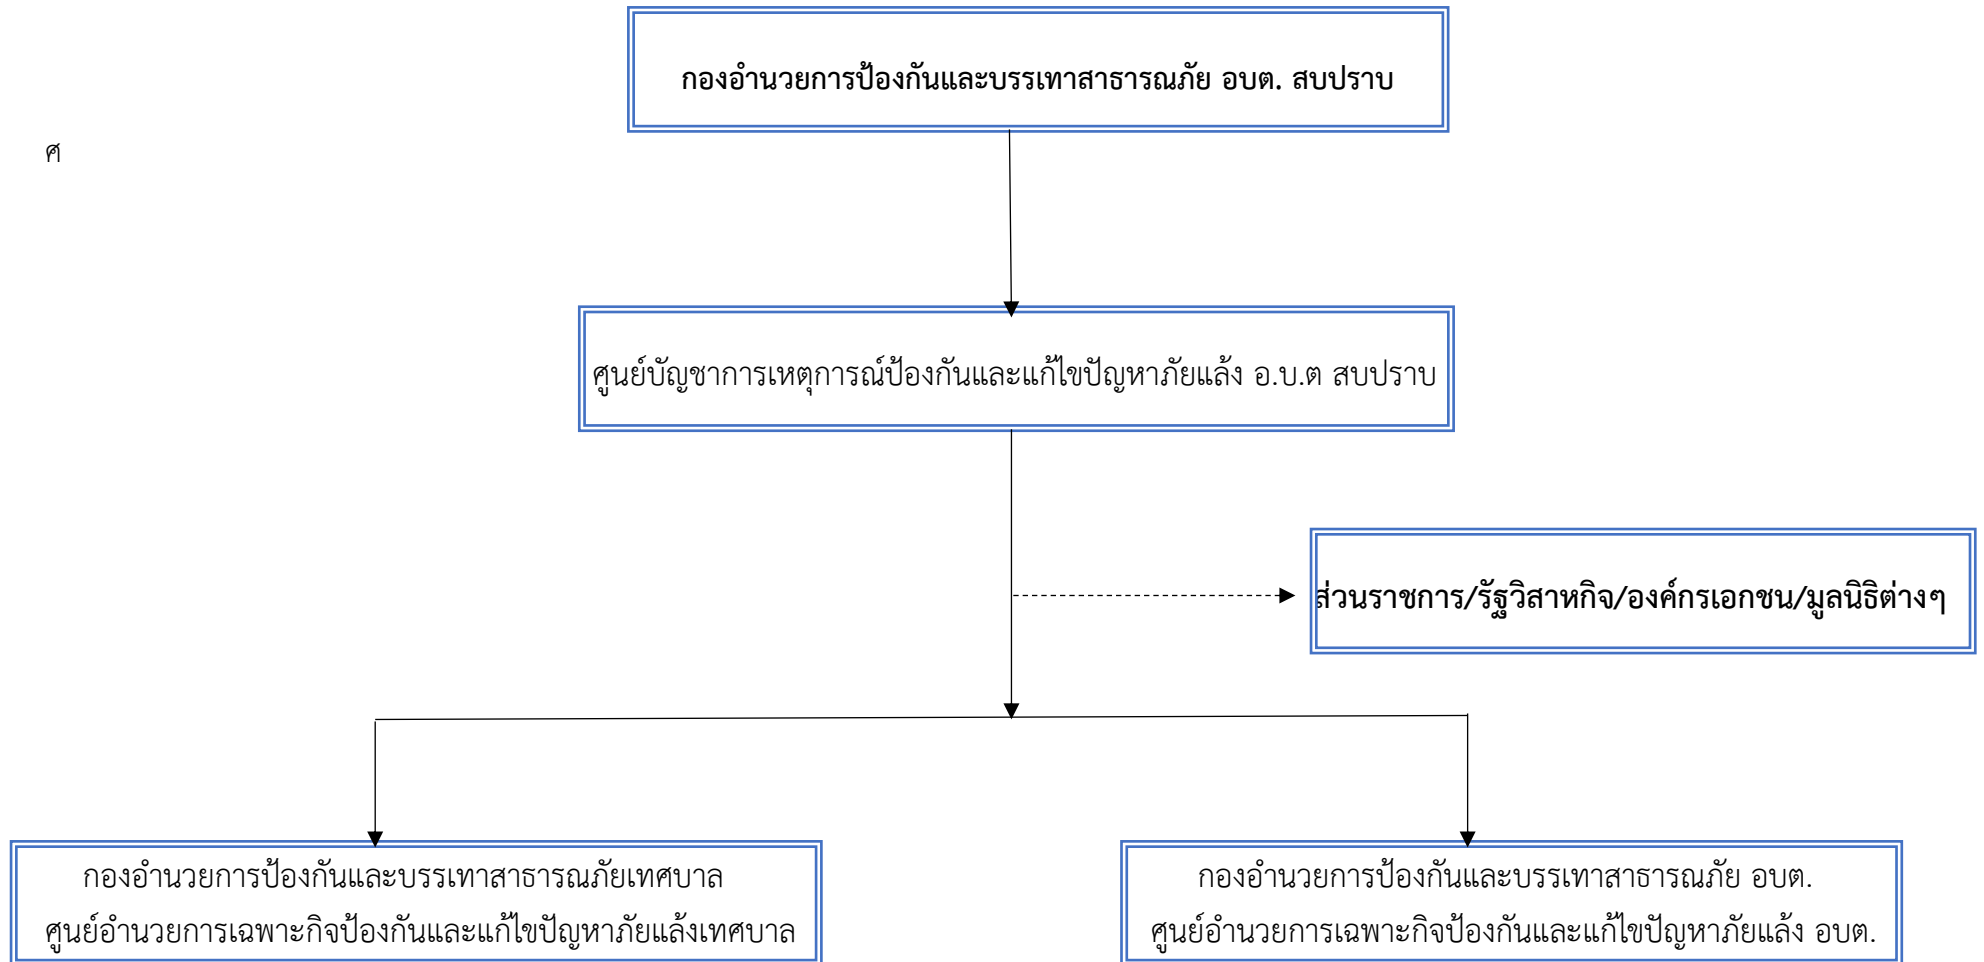 กองอำนวยการป้องกันและบรรเทาสาธารณภัย อบต. สบปราบ
ศ
ศูนย์บัญชาการเหตุการณ์ป้องกันและแก้ไขปัญหาภัยแล้ง อ.บ.ต สบปราบ
ส่วนราชการ/รัฐวิสาหกิจ/องค์กรเอกชน/มูลนิธิต่างๆ
กองอำนวยการป้องกันและบรรเทาสาธารณภัยเทศบาล
ศูนย์อำนวยการเฉพาะกิจป้องกันและแก้ไขปัญหาภัยแล้งเทศบาล
กองอำนวยการป้องกันและบรรเทาสาธารณภัย อบต.
ศูนย์อำนวยการเฉพาะกิจป้องกันและแก้ไขปัญหาภัยแล้ง อบต.